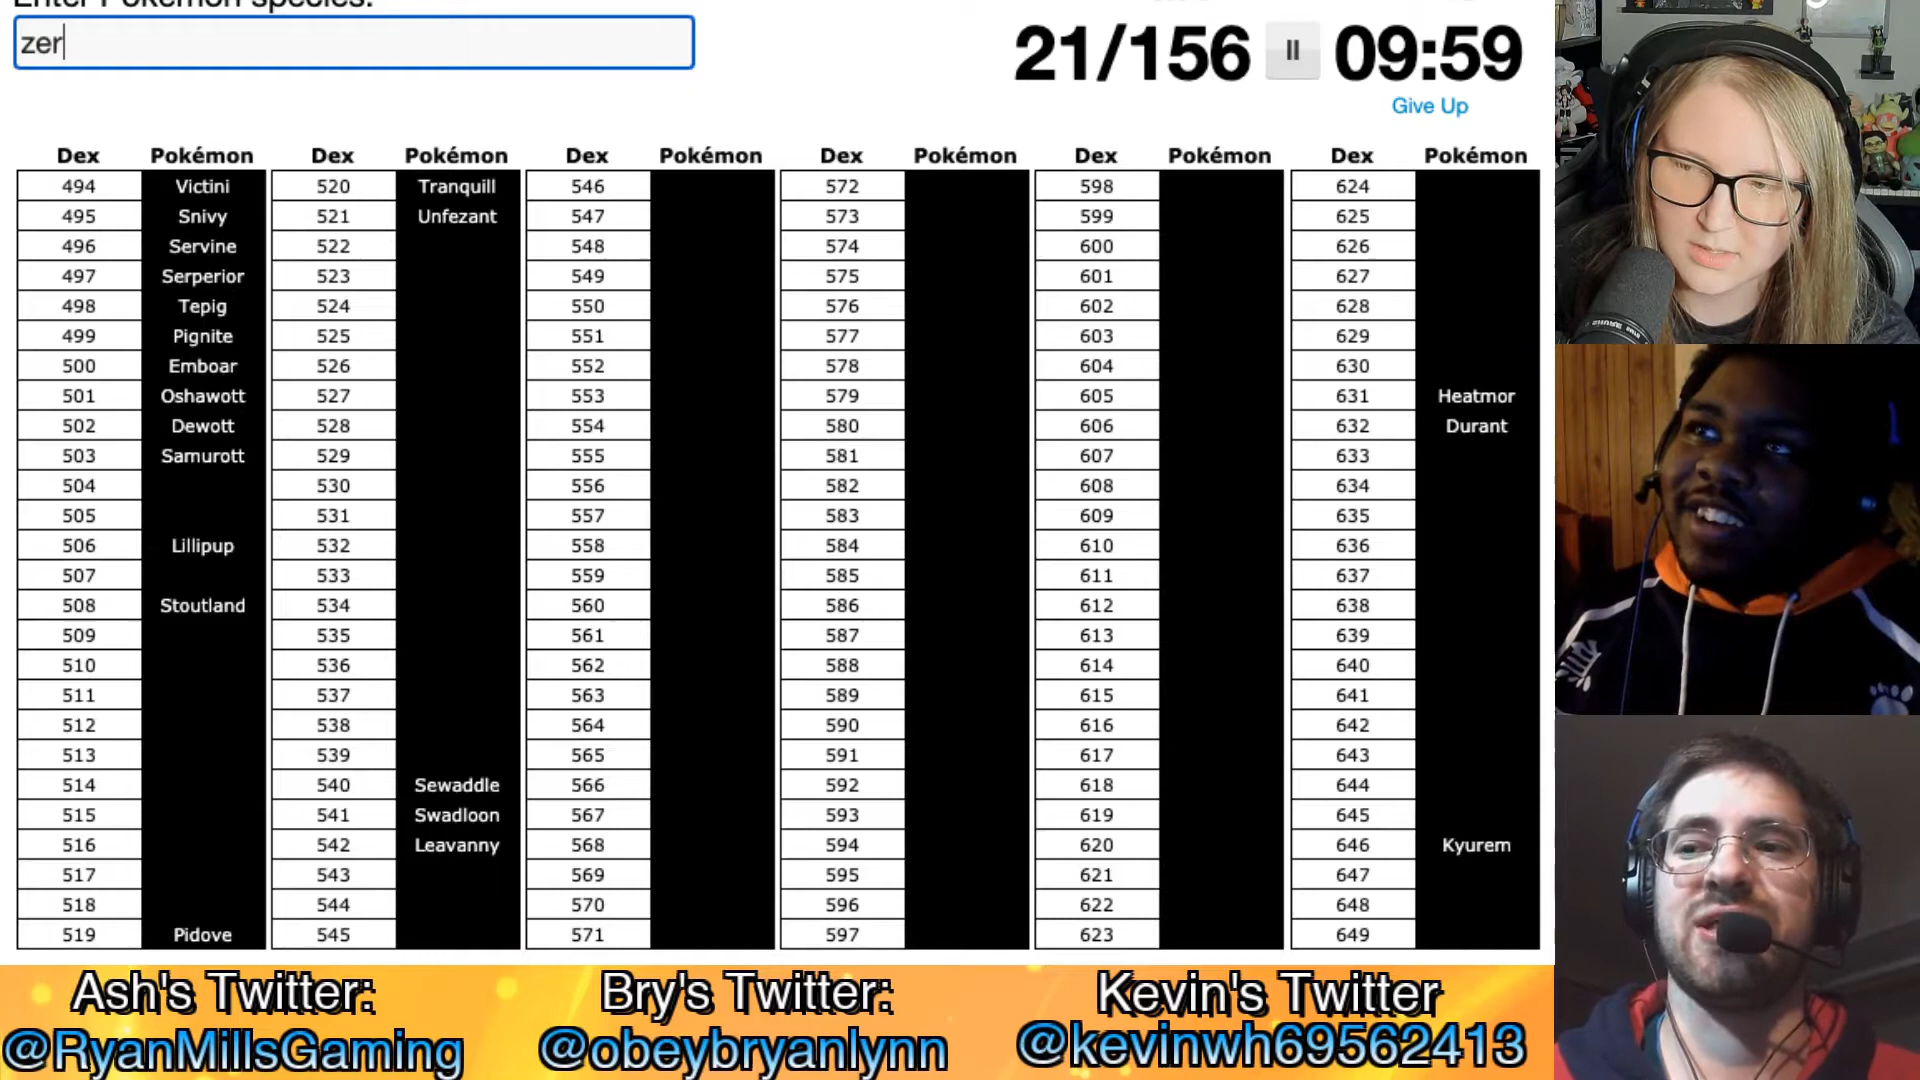 Enter Pokémon species:
zer
21/156 09:59
Give Up
Dex Pokémon Dex Pokémon Dex Pokémon Dex Pokémon Dex Pokémon Dex Pokémon
494 Victini 520 Tranquill 546 572 598 624
495 Snivy 521 Unfezant 547 573 599 625
496 Servine 522 548 574 600 626
497 Serperior 523 549 575 601 627
498 Tepig 524 550 576 602 628
499 Pignite 525 551 577 603 629
500 Emboar 526 552 578 604 630
501 Oshawott 527 553 579 605 631 Heatmor
502 Dewott 528 554 580 606 632 Durant
503 Samurott 529 555 581 607 633
504 530 556 582 608 634
505 531 557 583 609 635
506 Lillipup 532 558 584 610 636
507 533 559 585 611 637
508 Stoutland 534 560 586 612 638
509 535 561 587 613 639
510 536 562 588 614 640
511 537 563 589 615 641
512 538 564 590 616 642
513 539 565 591 617 643
514 540 Sewaddle 566 592 618 644
515 541 Swadloon 567 593 619 645
516 542 Leavanny 568 594 620 646 Kyurem
517 543 569 595 621 647
518 544 570 596 622 648
519 Pidove 545 571 597 623 649
Ash's Twitter: Bry's Twitter: Kevin's Twitter
@RyanMillsGaming @obeybryanlynn @kevinwh69562413